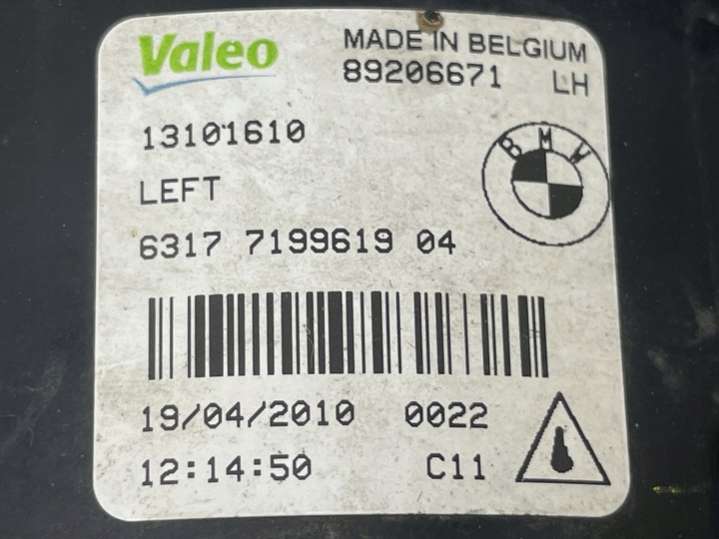 Valeo MADE IN BELGIUM
89206671 LH
13101610
BMW
LEFT
6317 7199619 04
19/04/2010 0022
12:14:50 C11